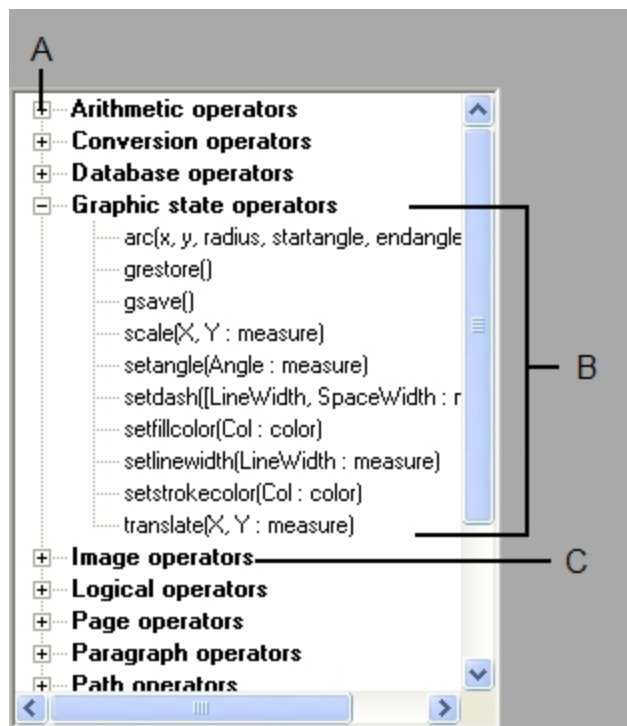 A
Arithmetic operators
Conversion operators
Database operators
Graphic state operators
arc(x, y, radius, startangle, endangle
grestore()
gsave()
scale(X, Y : measure)
setangle(Angle : measure)
B
setdash([LineWidth, SpaceWidth : r
setfillcolor(Col : color)
setlinewidth(LineWidth : measure)
setstrokecolor(Col : color)
translate(X, Y : measure)
Image operators
C
Logical operators
Page operators
Paragraph operators
Path operators